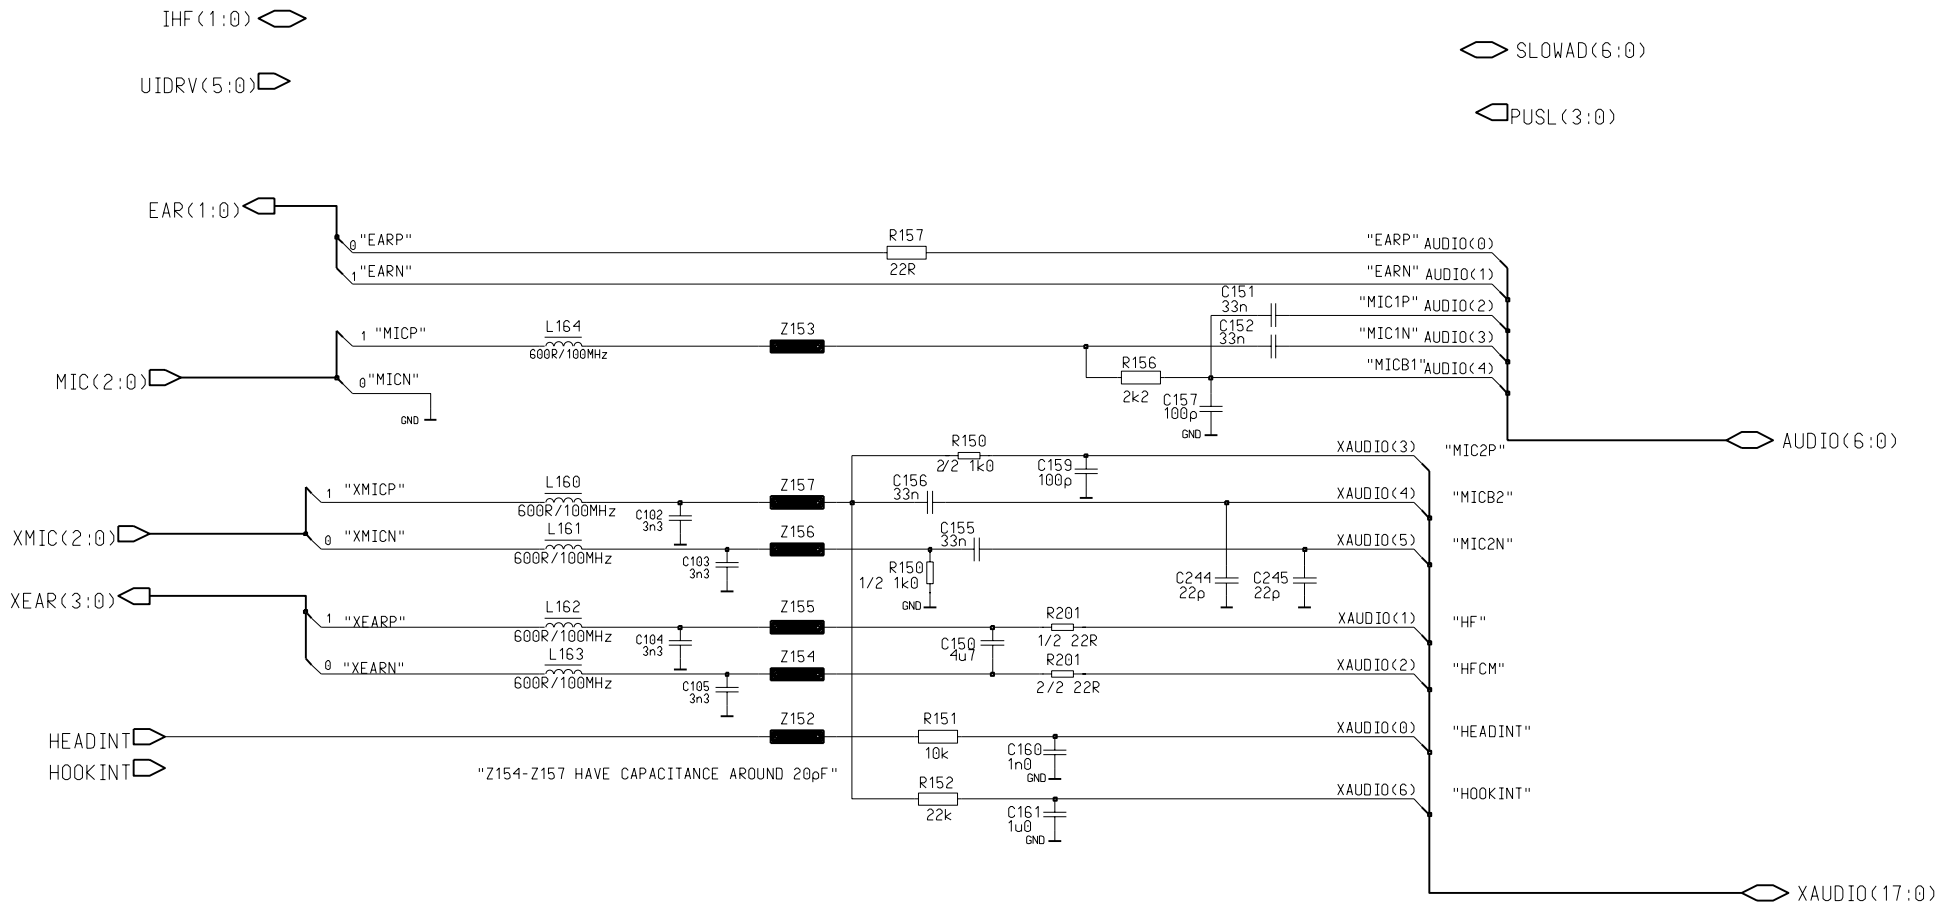 IHF(1:0)
SLOWAD(6:0)
UIDRV(5:0)
PUSL(3:0)
EAR(1:0)
0 "EARP"
R157
22R
"EARP" AUDIO(0)
1 "EARN"
"EARN" AUDIO(1)
C151
33n
"MIC1P" AUDIO(2)
1 "MICP"
L164
600R/100MHz
Z153
C152
33n
"MIC1N" AUDIO(3)
MIC(2:0)
0 "MICN"
GND
R156
2k2
"MICB1" AUDIO(4)
C157
100p
GND
AUDIO(6:0)
R150
2/2 1k0
C159
100p
XAUDIO(3) "MIC2P"
1 "XMICP"
L160
600R/100MHz
C102
3n3
Z157
C156
33n
XAUDIO(4) "MICB2"
XMIC(2:0)
0 "XMICN"
L161
600R/100MHz
C103
3n3
Z156
C155
33n
R150
1/2 1k0
GND
C244
22p
C245
22p
XAUDIO(5) "MIC2N"
XEAR(3:0)
1 "XEARP"
L162
600R/100MHz
C104
3n3
Z155
C150
4u7
R201
1/2 22R
XAUDIO(1) "HF"
0 "XEARN"
L163
600R/100MHz
C105
3n3
Z154
R201
2/2 22R
XAUDIO(2) "HFCM"
HEADINT
Z152
R151
10k
C160
1n0
GND
XAUDIO(0) "HEADINT"
HOOKINT
"Z154-Z157 HAVE CAPACITANCE AROUND 20pF"
R152
22k
C161
1u0
GND
XAUDIO(6) "HOOKINT"
XAUDIO(17:0)